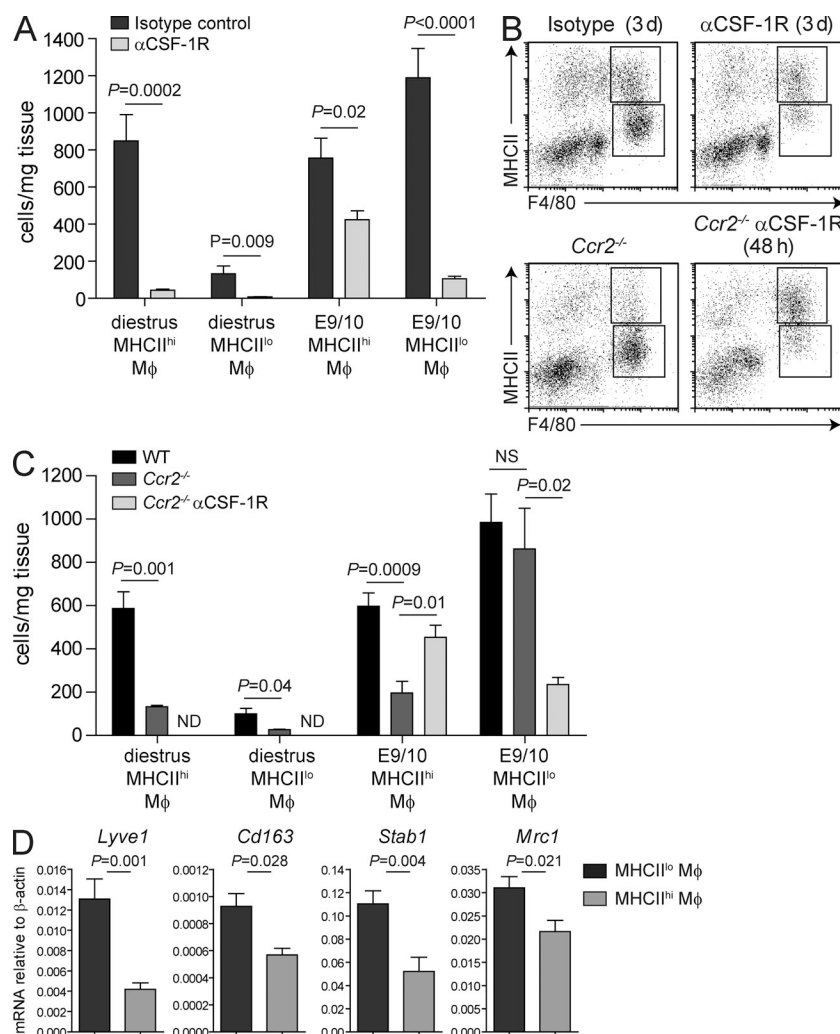 A
Isotype control
αCSF-1R
cells/mg tissue
1400
1200
1000
800
600
400
200
0
P=0.0002
P=0.009
P=0.02
P<0.0001
diestrus MHCIIhi Mϕ
diestrus MHCIIlo Mϕ
E9/10 MHCIIhi Mϕ
E9/10 MHCIIlo Mϕ
B
Isotype (3 d)
αCSF-1R (3 d)
MHCII
F4/80
Ccr2-/-
Ccr2-/- αCSF-1R
(48 h)
MHCII
F4/80
C
WT
Ccr2-/-
Ccr2-/- αCSF-1R
cells/mg tissue
1200
1000
800
600
400
200
0
P=0.001
ND
P=0.04
ND
P=0.0009
P=0.01
NS
P=0.02
diestrus MHCIIhi Mϕ
diestrus MHCIIlo Mϕ
E9/10 MHCIIhi Mϕ
E9/10 MHCIIlo Mϕ
D
mRNA relative to β-actin
Lyve1
P=0.001
0.016
0.014
0.012
0.010
0.008
0.006
0.004
0.002
0.000
Cd163
P=0.028
0.0012
0.0010
0.0008
0.0006
0.0004
0.0002
0.0000
Stab1
P=0.004
0.14
0.12
0.10
0.08
0.06
0.04
0.02
0.00
Mrc1
P=0.021
0.035
0.030
0.025
0.020
0.015
0.010
0.005
0.000
MHCIIlo Mϕ
MHCIIhi Mϕ